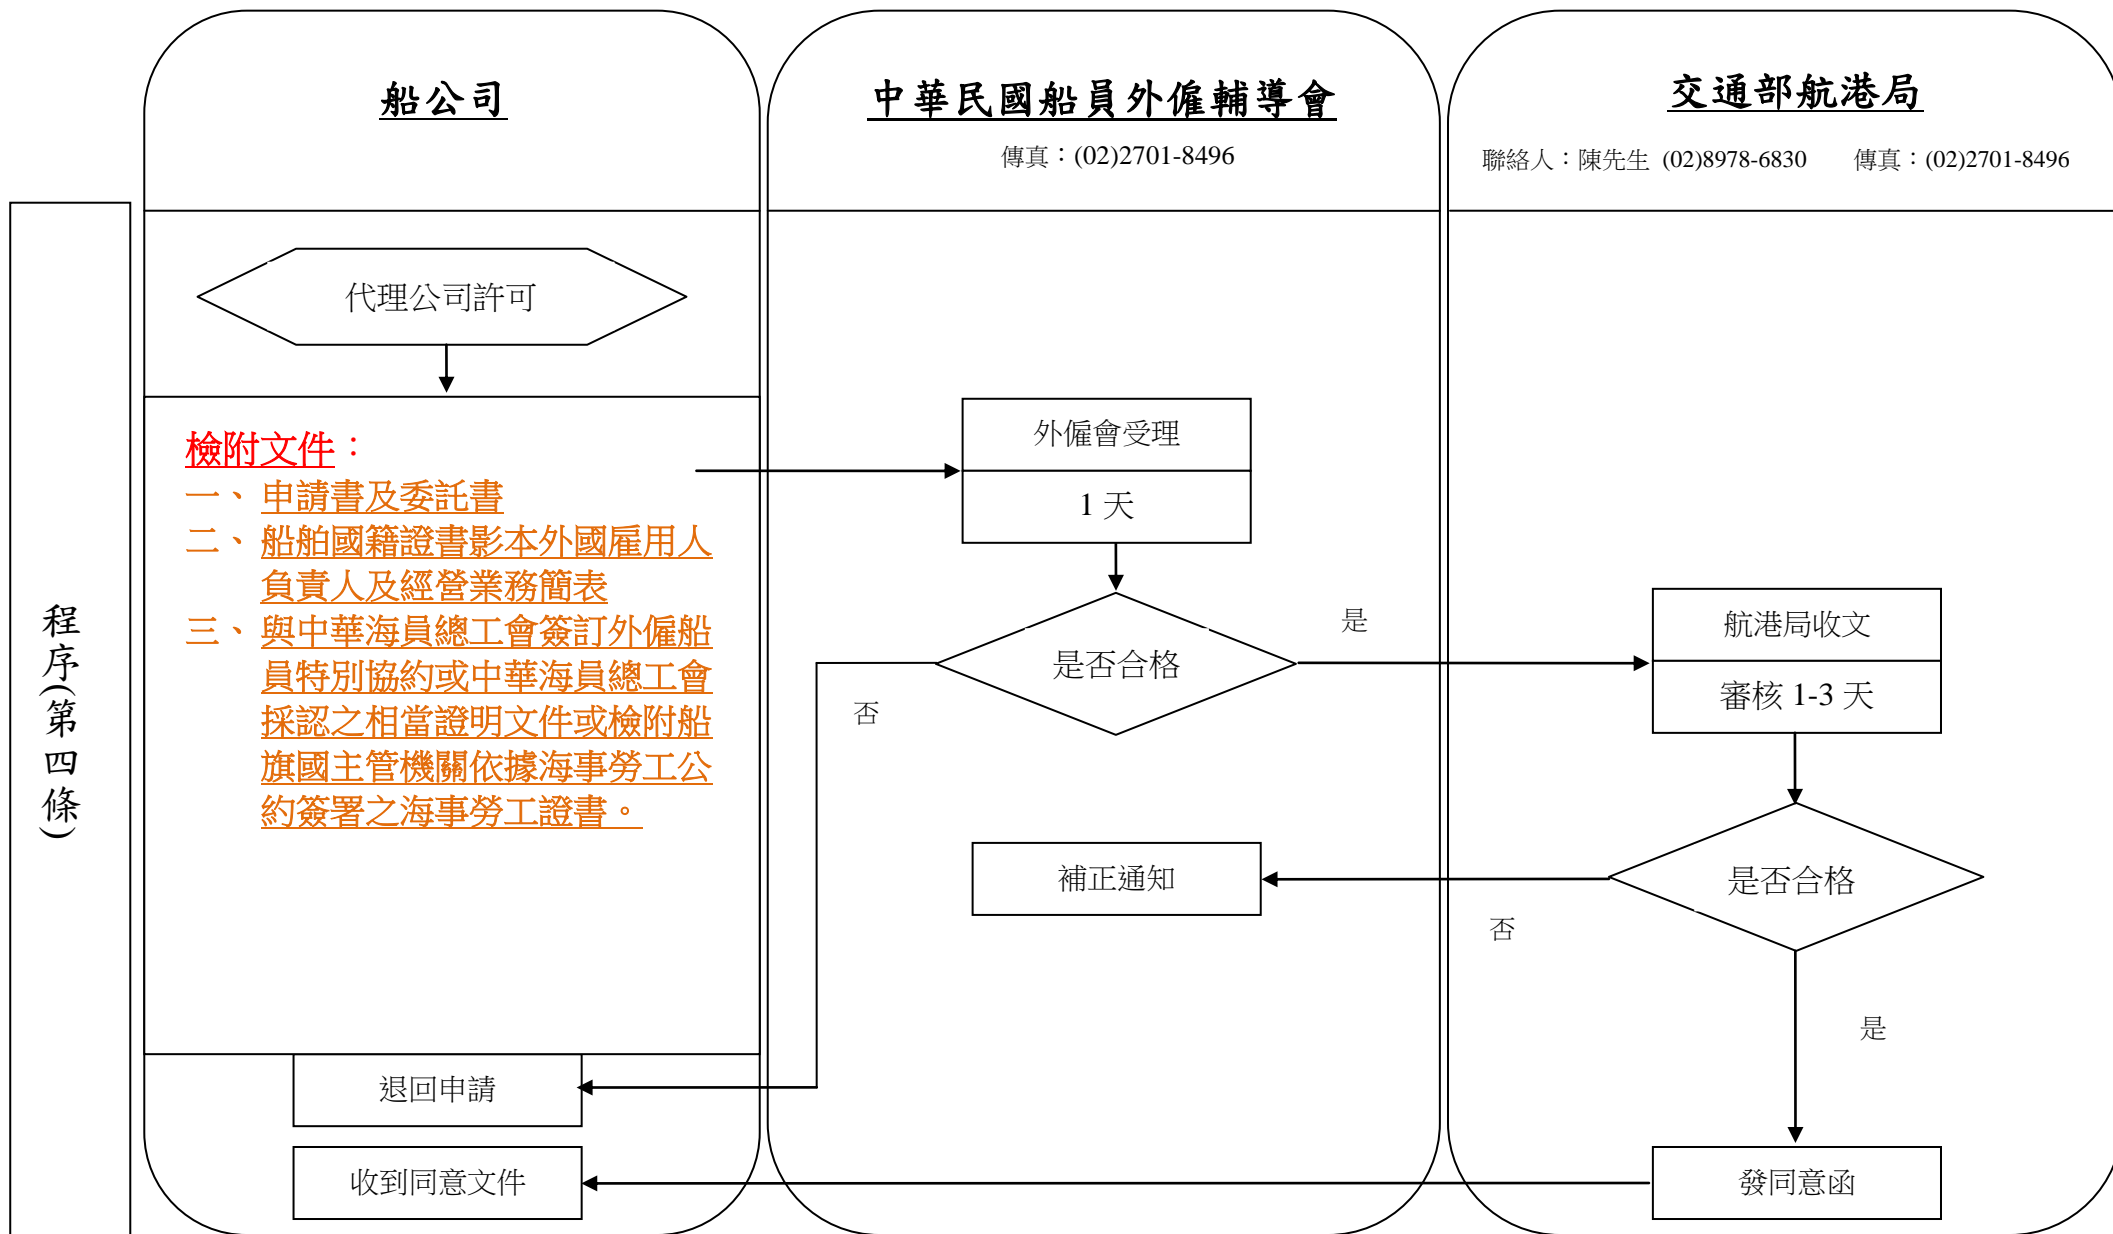 船公司
中華民國船員外僱輔導會
傳真：(02)2701-8496
交通部航港局
聯絡人：陳先生 (02)8978-6830 傳真：(02)2701-8496
程序(第四條)
代理公司許可
檢附文件：
一、申請書及委託書
二、船舶國籍證書影本外國雇用人
負責人及經營業務簡表
三、與中華海員總工會簽訂外僱船
員特別協約或中華海員總工會
採認之相當證明文件或檢附船
旗國主管機關依據海事勞工公
約簽署之海事勞工證書。
外僱會受理
1 天
是否合格
是
否
航港局收文
審核 1-3 天
是否合格
否
是
補正通知
退回申請
收到同意文件
發同意函